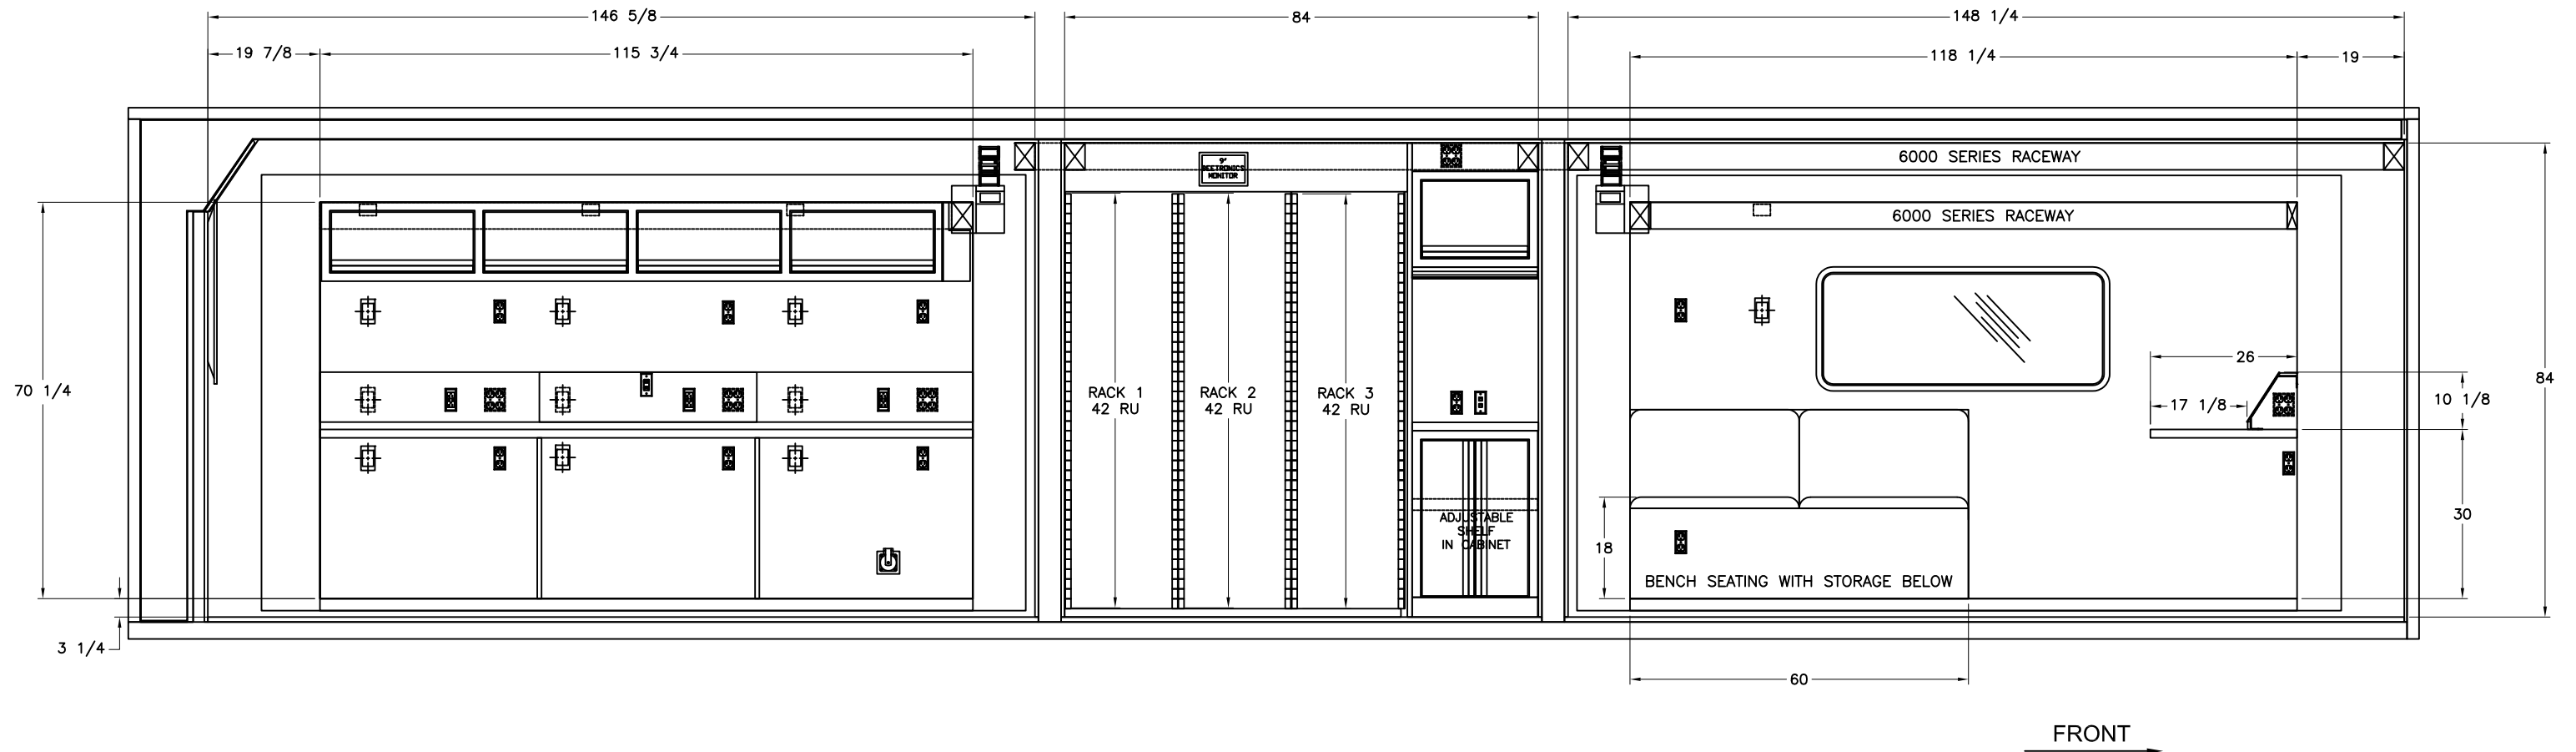 146 5/8
84
148 1/4
19 7/8
115 3/4
118 1/4
19
6000 SERIES RACEWAY
9"
BEETRONICS
MONITOR
6000 SERIES RACEWAY
26
84
70 1/4
RACK 1
42 RU
RACK 2
42 RU
RACK 3
42 RU
17 1/8
10 1/8
ADJUSTABLE
SHELF
IN CABINET
30
18
BENCH SEATING WITH STORAGE BELOW
3 1/4
60
FRONT